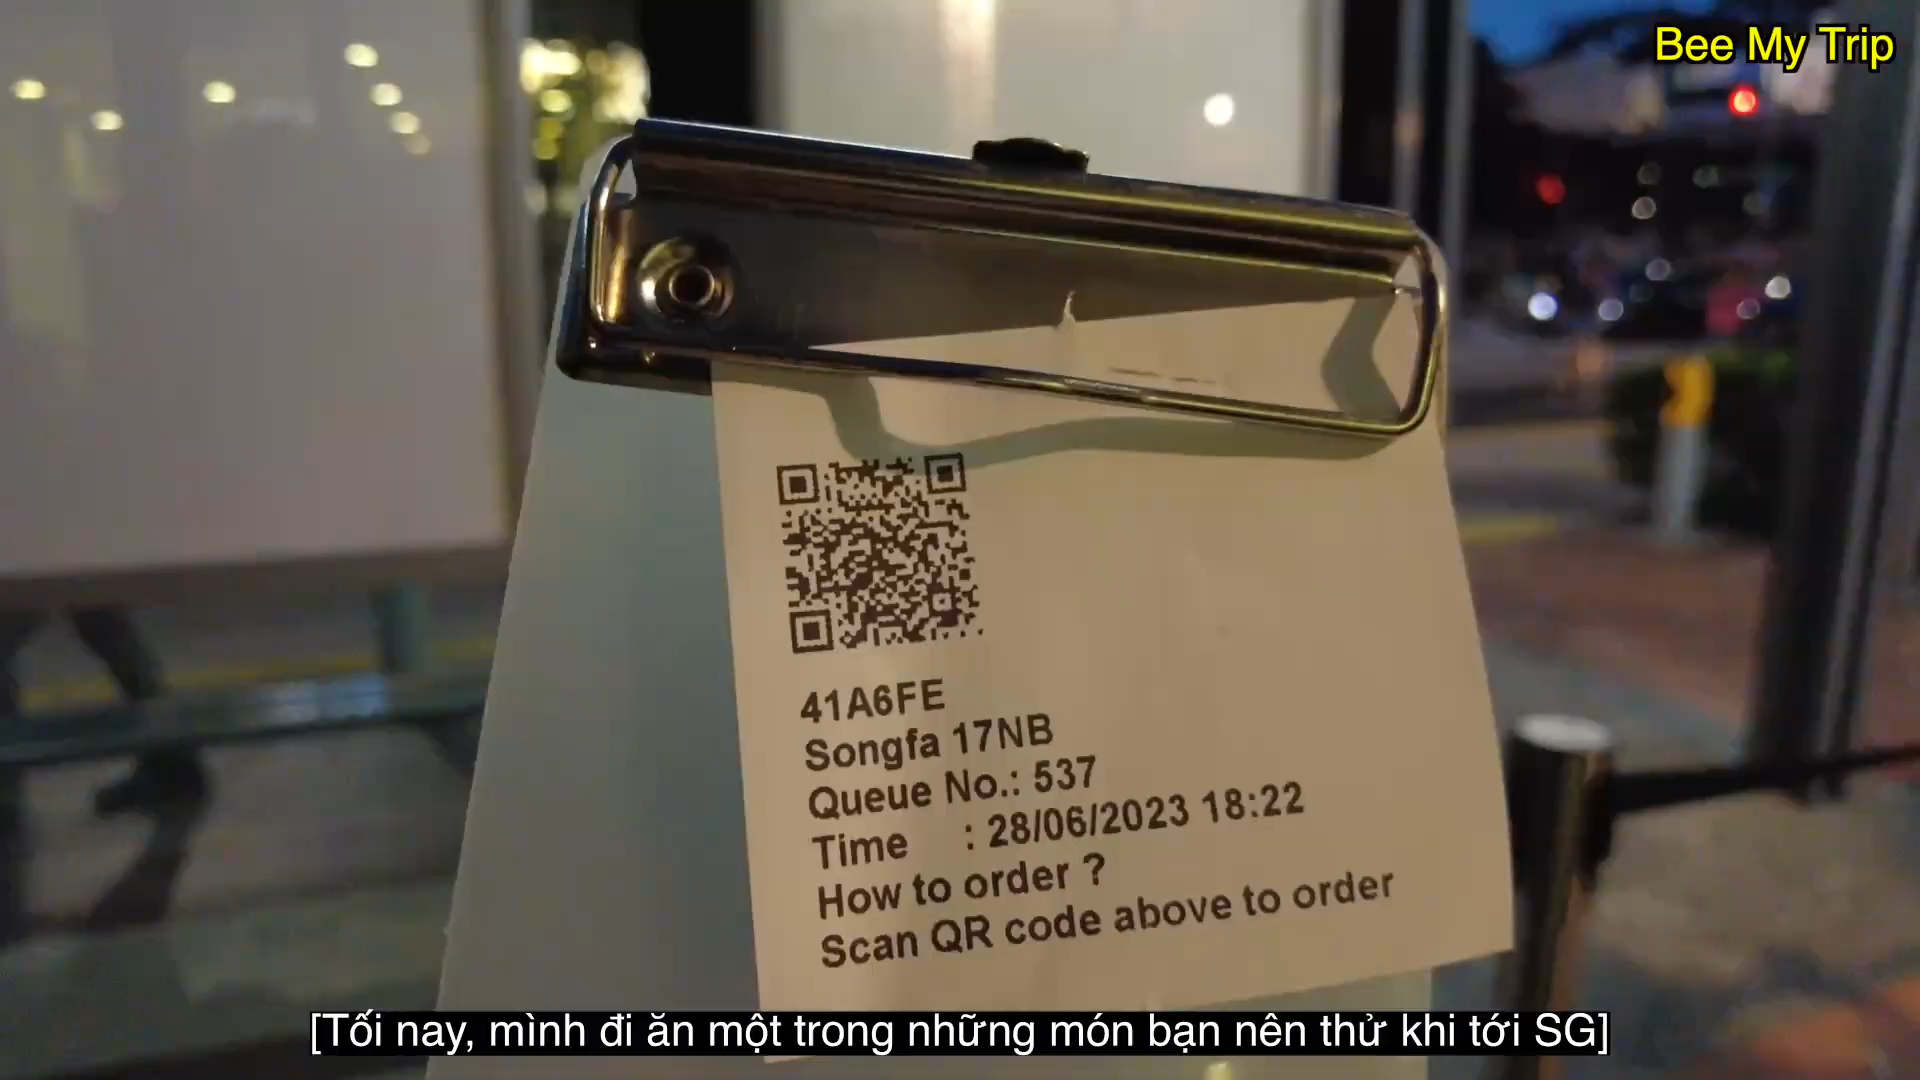 Bee My Trip
41A6FE
Songfa 17NB
Queue No.: 537
Time : 28/06/2023 18:22
How to order ?
Scan QR code above to order
[Tối nay, mình đi ăn một trong những món bạn nên thử khi tới SG]